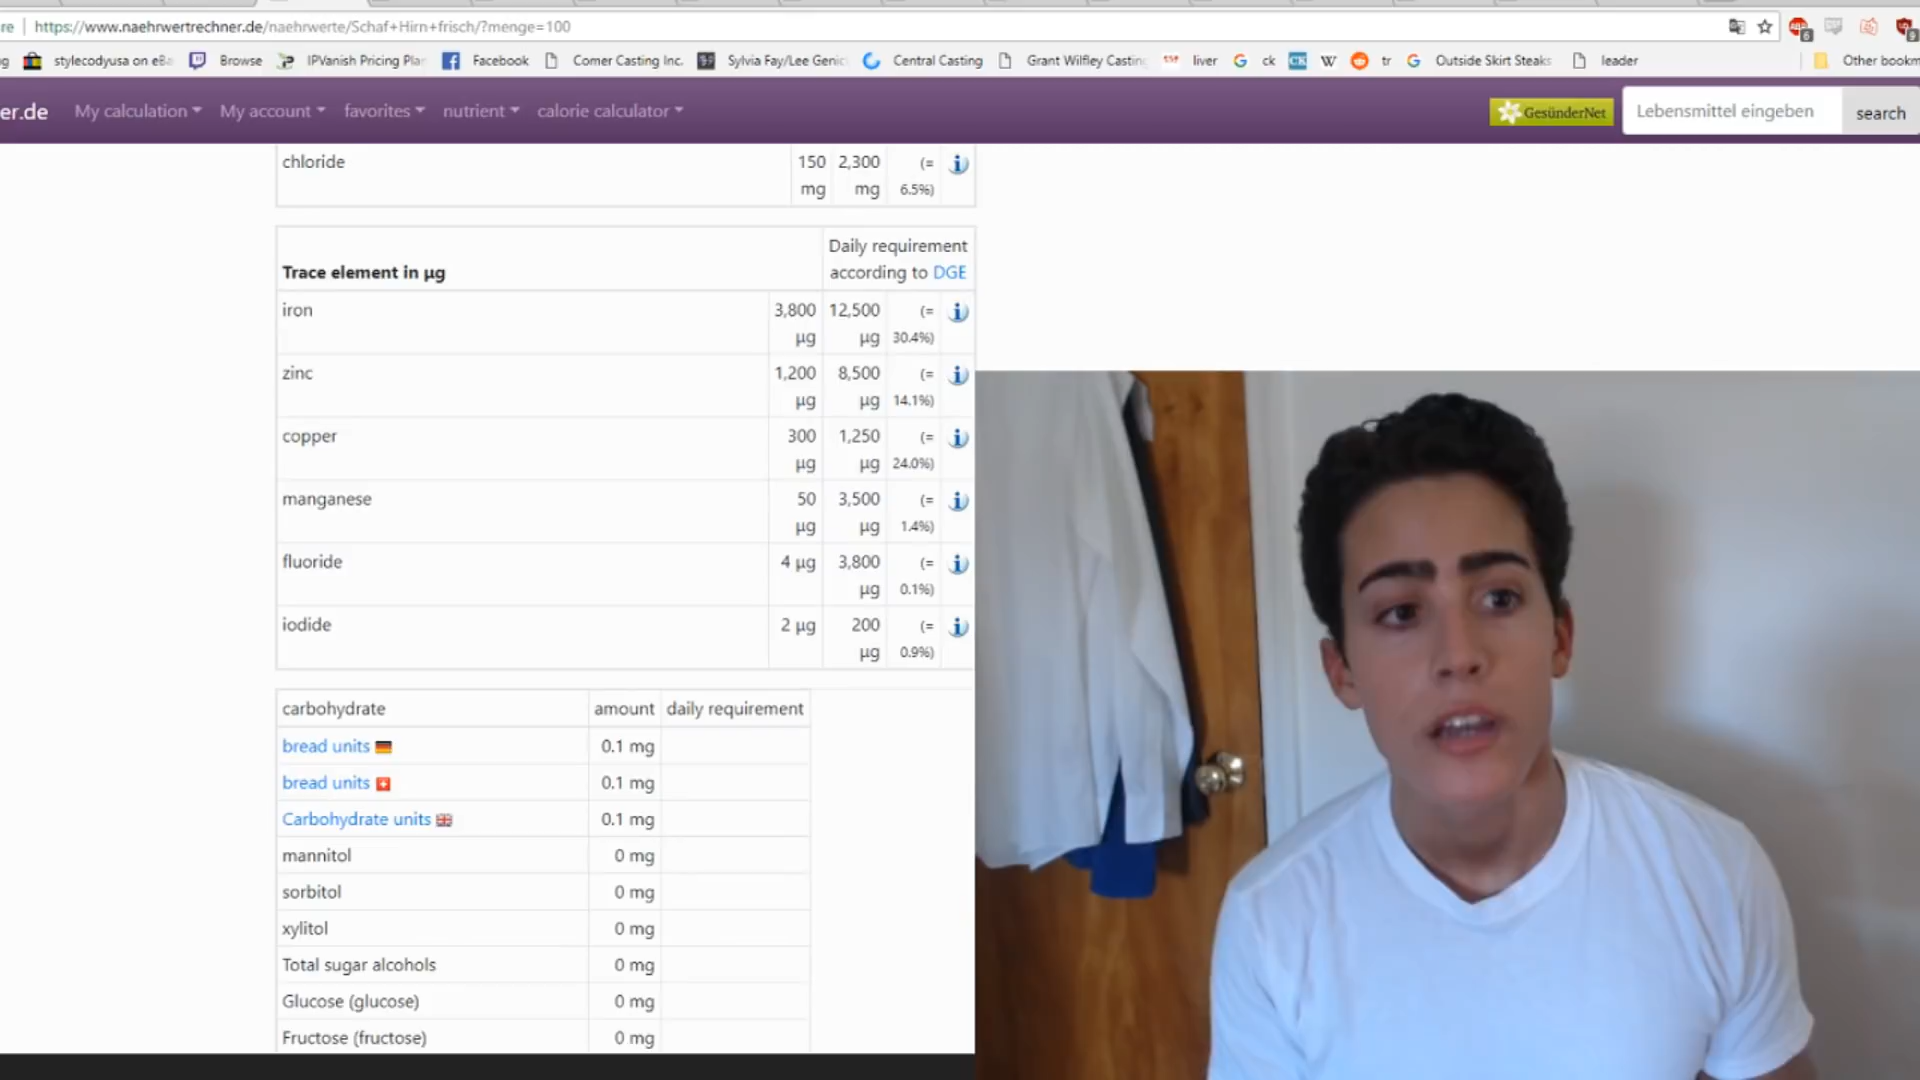 re https://www.naehrwertrechner.de/naehrwerte/Schaf+Hirn+frisch/?menge=100
stylecodyusa on eBa Browse IPVanish Pricing Plan Facebook Comer Casting Inc. Sylvia Fay/Lee Genic Central Casting Grant Wilfley Casting liver ck CK W tr Outside Skirt Steaks leader Other bookm
er.de My calculation My account favorites nutrient calorie calculator GesünderNet Lebensmittel eingeben search
chloride 150 mg 2,300 mg (= 6.5%)
Trace element in µg Daily requirement according to DGE
iron 3,800 µg 12,500 µg (= 30.4%)
zinc 1,200 µg 8,500 µg (= 14.1%)
copper 300 µg 1,250 µg (= 24.0%)
manganese 50 µg 3,500 µg (= 1.4%)
fluoride 4 µg 3,800 µg (= 0.1%)
iodide 2 µg 200 µg (= 0.9%)
carbohydrate amount daily requirement
bread units 0.1 mg
bread units 0.1 mg
Carbohydrate units 0.1 mg
mannitol 0 mg
sorbitol 0 mg
xylitol 0 mg
Total sugar alcohols 0 mg
Glucose (glucose) 0 mg
Fructose (fructose) 0 mg